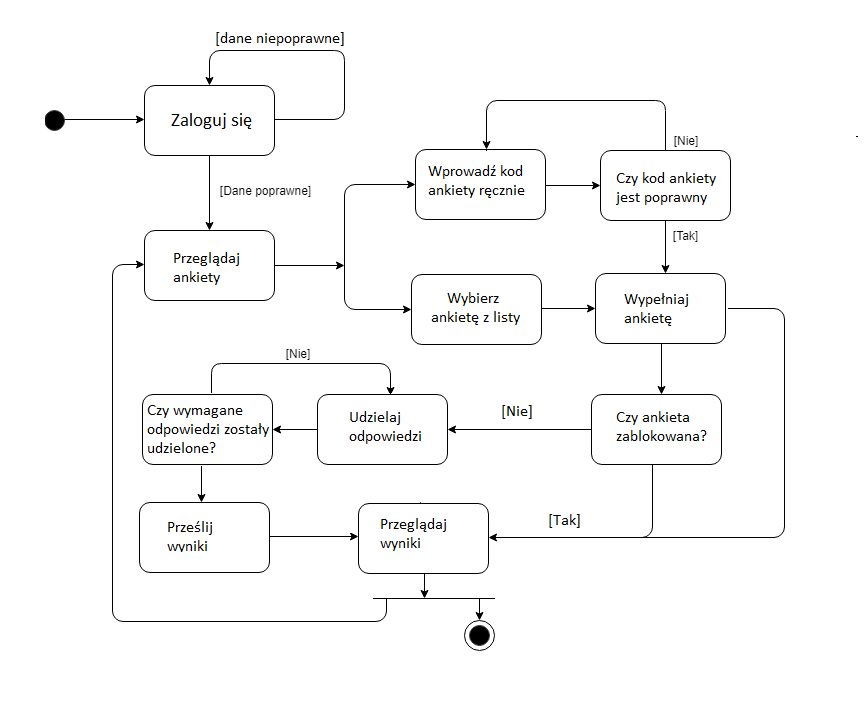 [dane niepoprawne]
Zaloguj się
[Dane poprawne]
Przeglądaj
ankiety
Wprowadź kod
ankiety ręcznie
[Nie]
Czy kod ankiety
jest poprawny
[Tak]
Wybierz
ankietę z listy
Wypełniaj
ankietę
[Nie]
Czy wymagane
odpowiedzi zostały
udzielone?
Udzielaj
odpowiedzi
[Nie]
Czy ankieta
zablokowana?
Prześlij
wyniki
Przeglądaj
wyniki
[Tak]